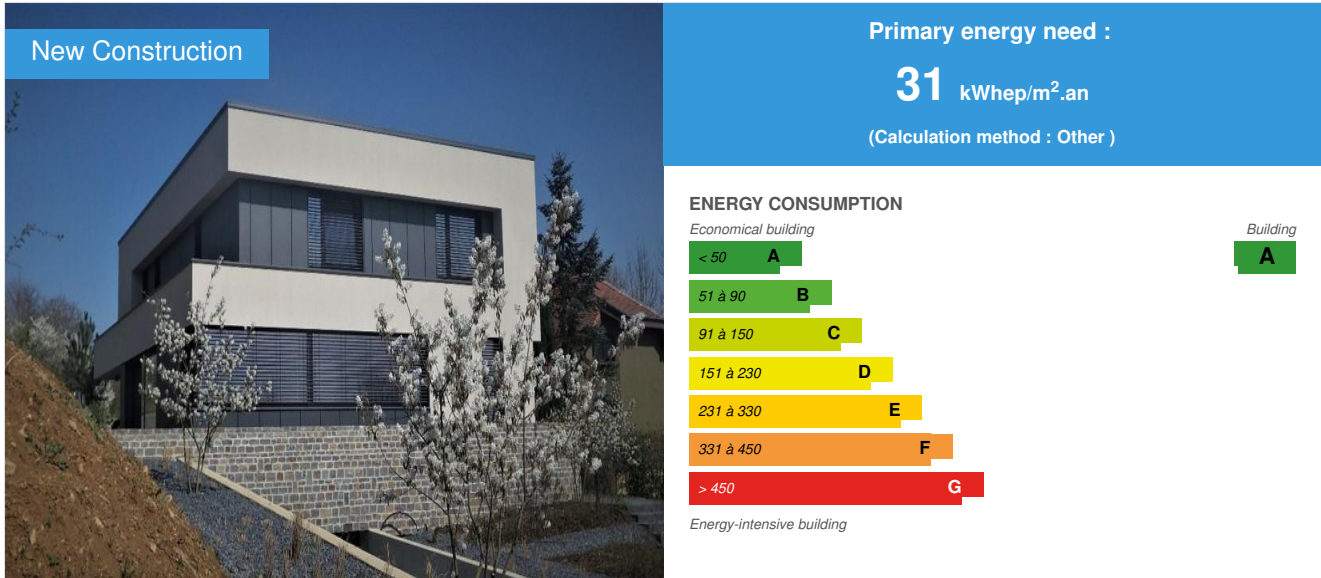 New Construction
Primary energy need :
31 kWhep/m².an
(Calculation method : Other )
ENERGY CONSUMPTION
Economical building
Building
< 50 A
A
51 à 90 B
91 à 150 C
151 à 230 D
231 à 330 E
331 à 450 F
> 450 G
Energy-intensive building